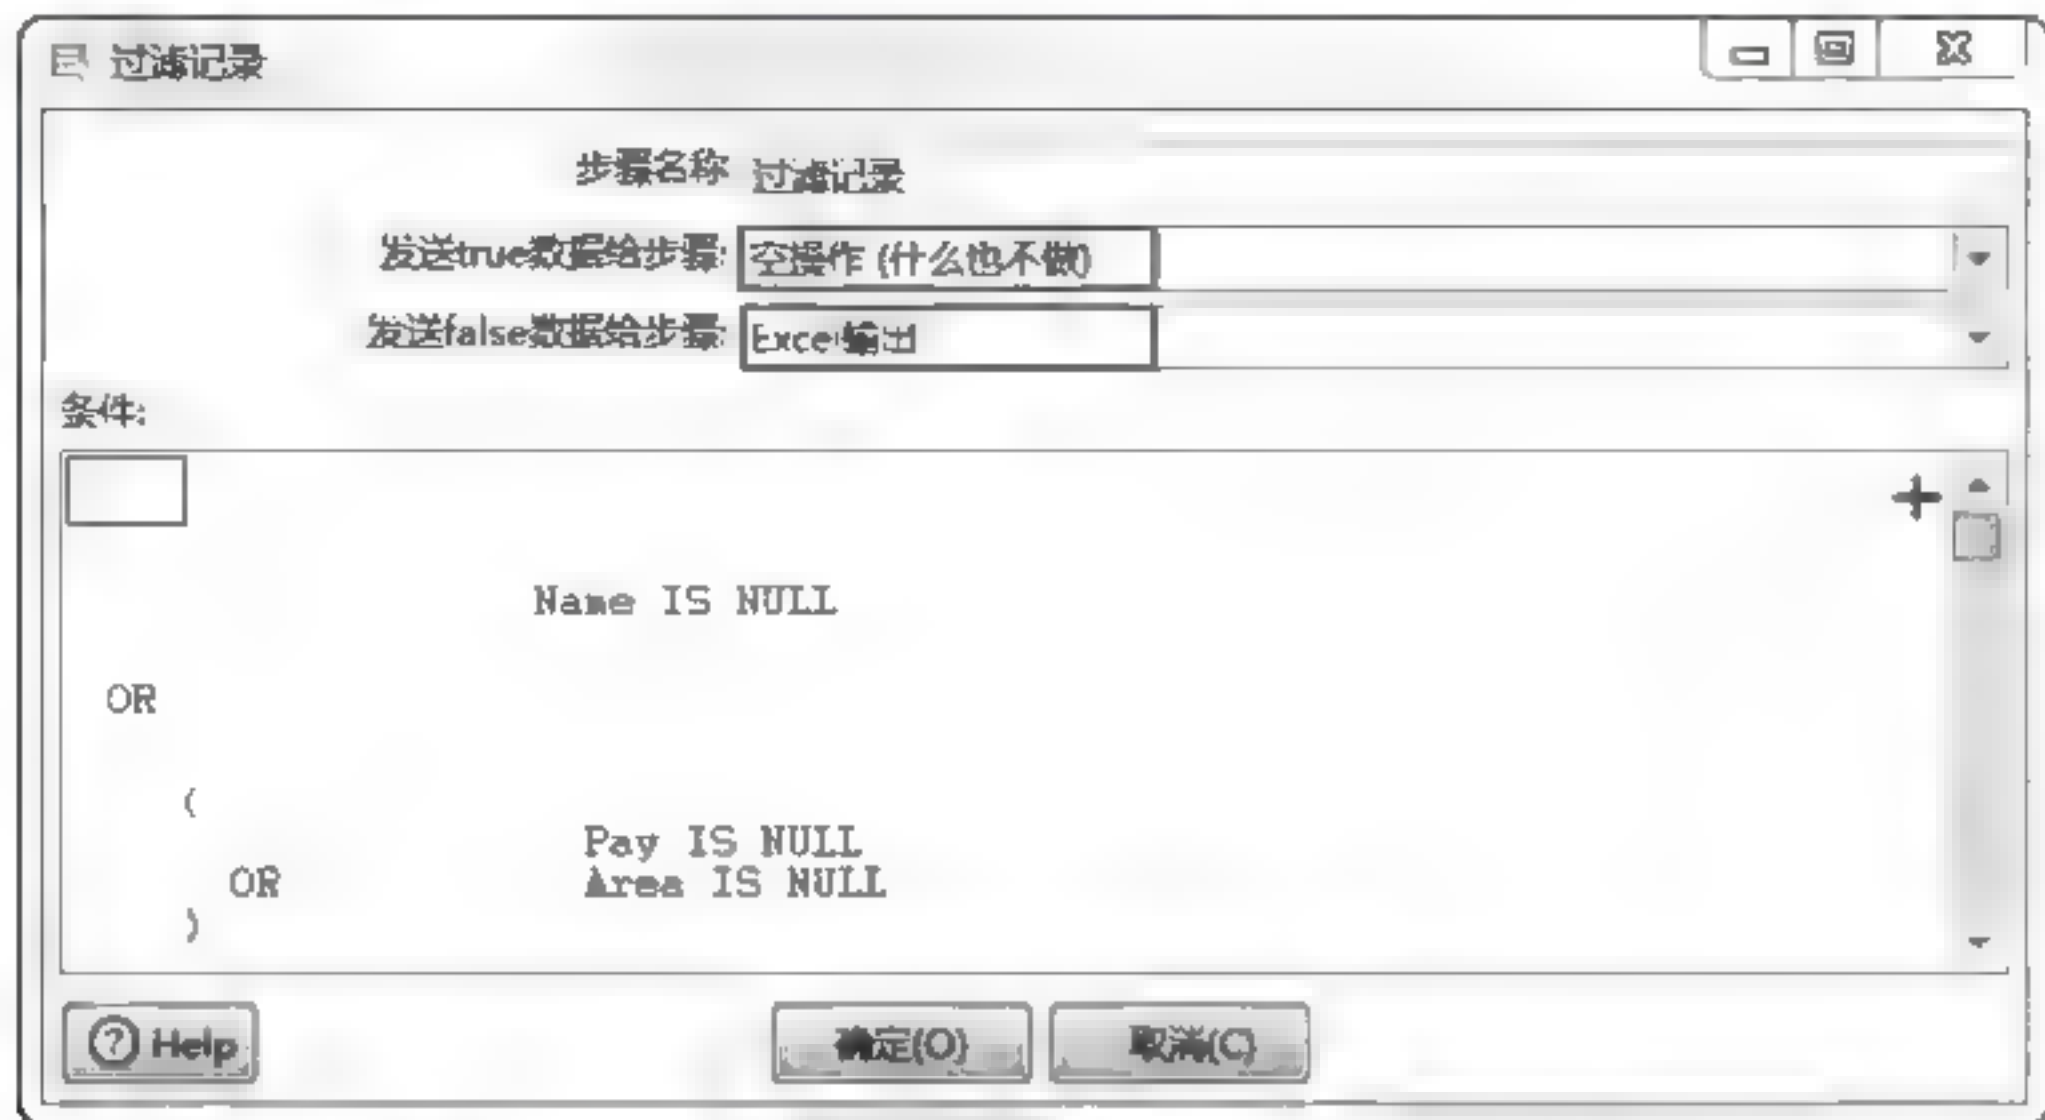 过滤记录
步骤名称 过滤记录
发送true数据给步骤: 空操作 (什么也不做)
发送false数据给步骤: Excel输出
条件:
Name IS NULL
OR
(
Pay IS NULL
OR Area IS NULL
)
Help 确定(O) 取消(C)